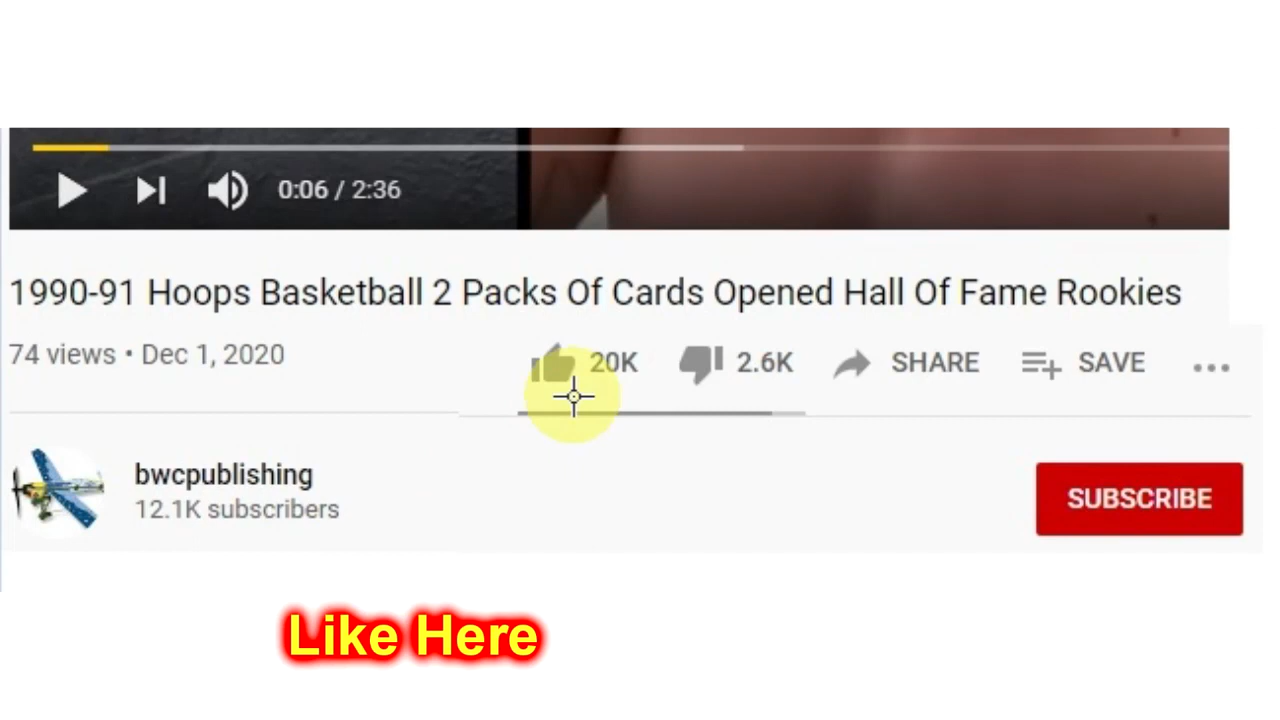 0:06 / 2:36
1990-91 Hoops Basketball 2 Packs Of Cards Opened Hall Of Fame Rookies
74 views • Dec 1, 2020
20K 2.6K SHARE SAVE
bwcpublishing
12.1K subscribers
SUBSCRIBE
Like Here